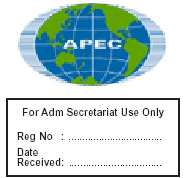 APEC
For Adm Secretariat Use Only
Reg No : ..................................
Date
Received: ..................................